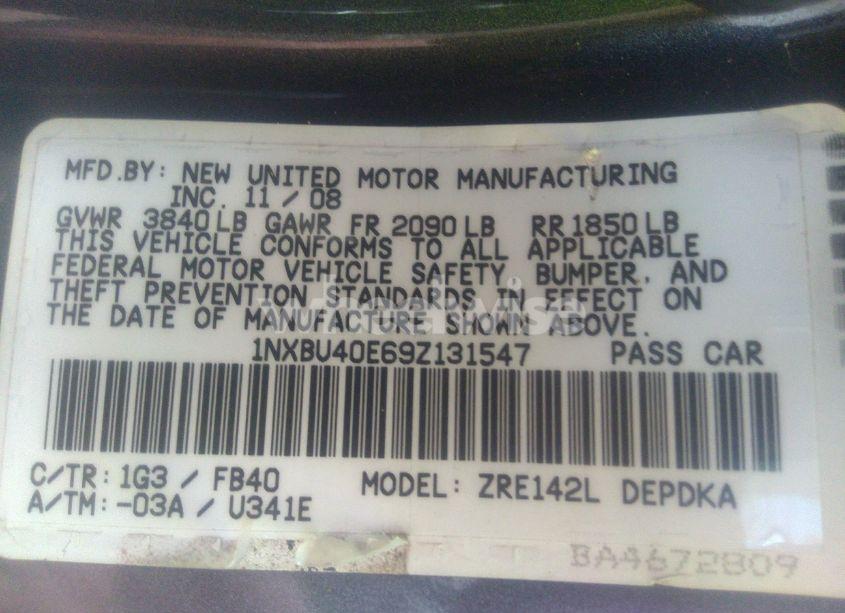 MFD.BY: NEW UNITED MOTOR MANUFACTURING
INC. 11 / 08
GVWR 3840 LB GAWR FR 2090 LB RR 1850 LB
THIS VEHICLE CONFORMS TO ALL APPLICABLE
FEDERAL MOTOR VEHICLE SAFETY, BUMPER, AND
THEFT PREVENTION STANDARDS IN EFFECT ON
THE DATE OF MANUFACTURE SHOWN ABOVE.
1NXBU40E69Z131547 PASS CAR
C/TR: 1G3 / FB40 MODEL: ZRE142L DEPDKA
A/TM: -03A / U341E
BA4672809